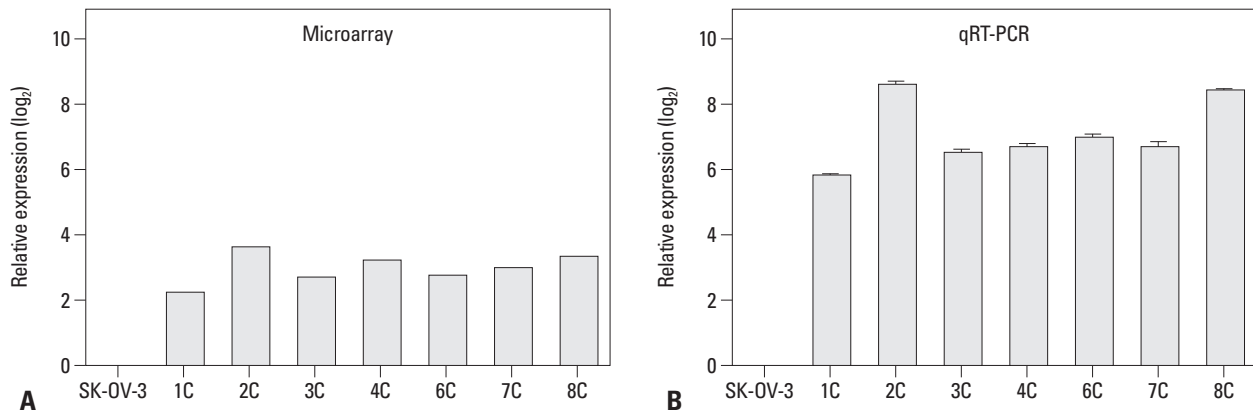 Microarray
10
8
6
4
2
0
Relative expression (log₂)
SK-OV-3 1C 2C 3C 4C 6C 7C 8C
A
qRT-PCR
10
8
6
4
2
0
Relative expression (log₂)
SK-OV-3 1C 2C 3C 4C 6C 7C 8C
B